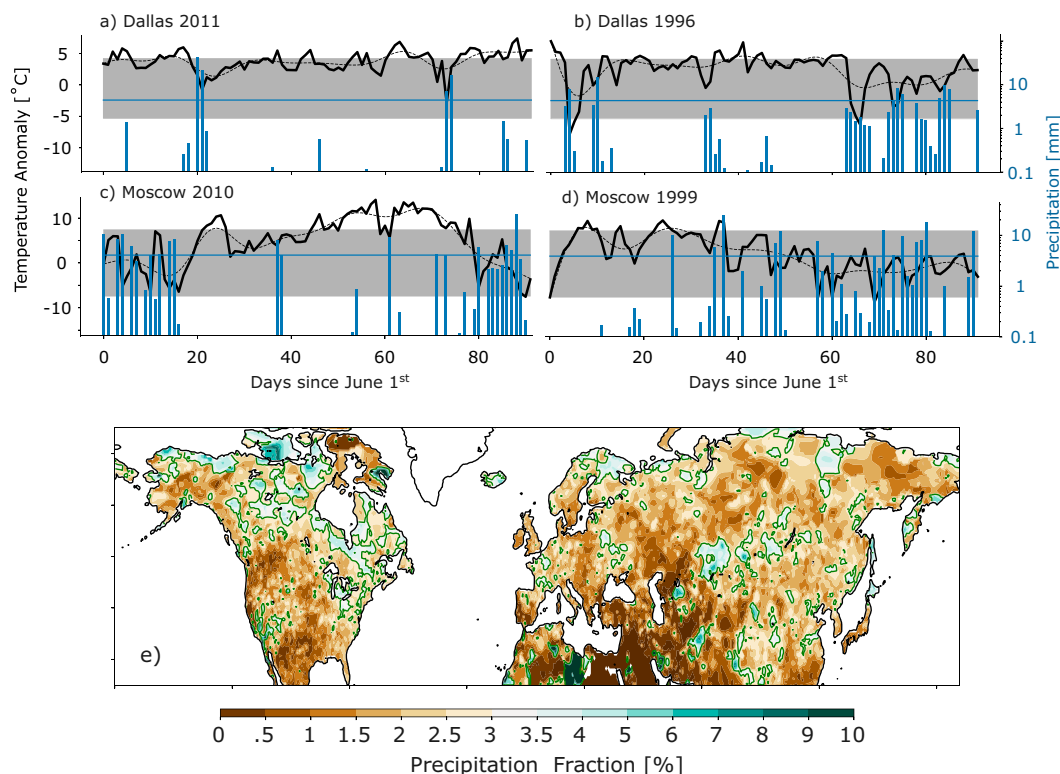 a) Dallas 2011
b) Dallas 1996
5
0
-5
-10
10
1
0.1
c) Moscow 2010
d) Moscow 1999
10
0
-10
10
1
0.1
Temperature Anomaly [˚C]
Precipitation [mm]
0 20 40 60 80
0 20 40 60 80
Days since June 1st
Days since June 1st
e)
0 .5 1 1.5 2 3 3.5 4 5 6 7 8 9 10
Precipitation Fraction [%]